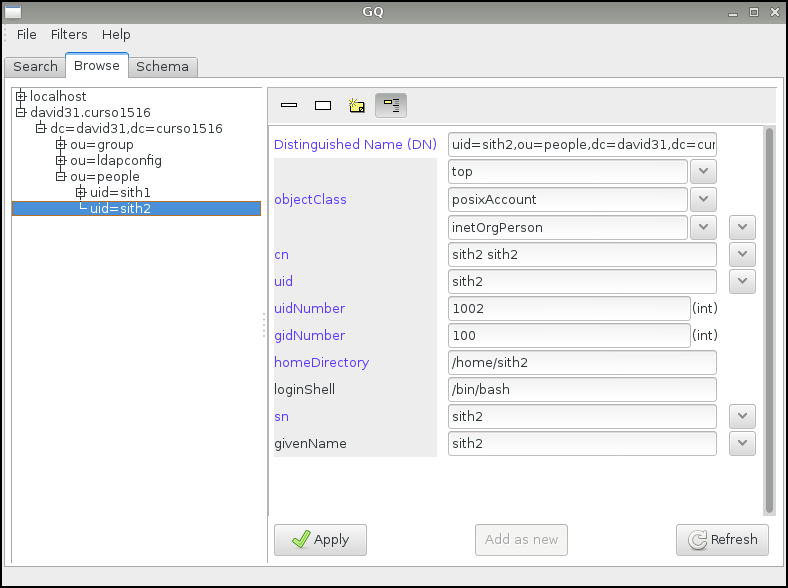 GQ
File Filters Help
Search Browse Schema
localhost
david31.curso1516
dc=david31,dc=curso1516
ou=group
ou=ldapconfig
ou=people
uid=sith1
uid=sith2
Distinguished Name (DN) uid=sith2,ou=people,dc=david31,dc=cur
objectClass top
posixAccount
inetOrgPerson
cn sith2 sith2
uid sith2
uidNumber 1002 (int)
gidNumber 100 (int)
homeDirectory /home/sith2
loginShell /bin/bash
sn sith2
givenName sith2
Apply Add as new Refresh